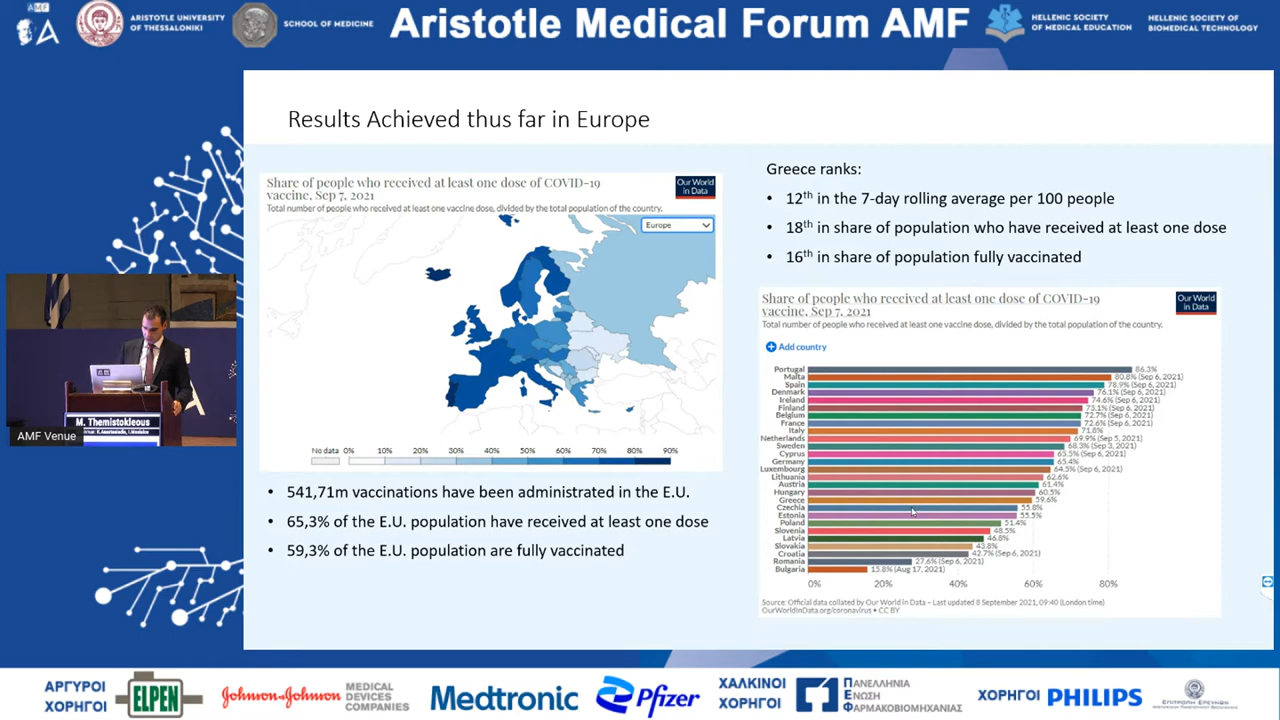 AMF
ARISTOTLE UNIVERSITY
OF THESSALONIKI
SCHOOL OF MEDICINE
Aristotle Medical Forum AMF
HELLENIC SOCIETY
OF MEDICAL EDUCATION
HELLENIC SOCIETY OF
BIOMEDICAL TECHNOLOGY
Results Achieved thus far in Europe
Share of people who received at least one dose of COVID-19
vaccine, Sep 7, 2021
Total number of people who received at least one vaccine dose, divided by the total population of the country.
Our World
in Data
Europe
No data 0% 10% 20% 30% 40% 50% 60% 70% 80% 90%
• 541,71m vaccinations have been administrated in the E.U.
• 65,3% of the E.U. population have received at least one dose
• 59,3% of the E.U. population are fully vaccinated
Greece ranks:
• 12th in the 7-day rolling average per 100 people
• 18th in share of population who have received at least one dose
• 16th in share of population fully vaccinated
Share of people who received at least one dose of COVID-19
vaccine, Sep 7, 2021
Total number of people who received at least one vaccine dose, divided by the total population of the country.
Our World
in Data
Add country
Portugal 86.3%
Malta 80.8% (Sep 6, 2021)
Spain 78.9% (Sep 6, 2021)
Denmark 76.1% (Sep 6, 2021)
Ireland 74.6% (Sep 6, 2021)
Finland 73.1% (Sep 6, 2021)
Belgium 72.7% (Sep 6, 2021)
France 72.6% (Sep 6, 2021)
Italy 71.8%
Netherlands 69.9% (Sep 5, 2021)
Sweden 68.3% (Sep 3, 2021)
Cyprus 65.5% (Sep 6, 2021)
Germany 65.4%
Luxembourg 64.5% (Sep 6, 2021)
Lithuania 62.6%
Austria 61.4%
Hungary 60.5%
Greece 59.6%
Czechia 55.8%
Estonia 55.5%
Poland 51.4%
Slovenia 48.5%
Latvia 46.8%
Slovakia 43.8%
Croatia 42.7% (Sep 6, 2021)
Romania 27.6% (Sep 6, 2021)
Bulgaria 15.8% (Aug 17, 2021)
0% 20% 40% 60% 80%
Source: Official data collated by Our World in Data – Last updated 8 September 2021, 09:40 (London time)
OurWorldInData.org/coronavirus • CC BY
M. Themistokleous
AMF Venue
ΑΡΓΥΡΟΙ
ΧΟΡΗΓΟΙ
ELPEN
Johnson&Johnson
MEDICAL
DEVICES
COMPANIES
Medtronic
Pfizer
ΧΑΛΚΙΝΟΙ
ΧΟΡΗΓΟΙ
ΠΑΝΕΛΛΗΝΙΑ
ΕΝΩΣΗ
ΦΑΡΜΑΚΟΒΙΟΜΗΧΑΝΙΑΣ
ΧΟΡΗΓΟΙ
PHILIPS
ΕΠΙΤΡΟΠΗ ΕΡΕΥΝΩΝ